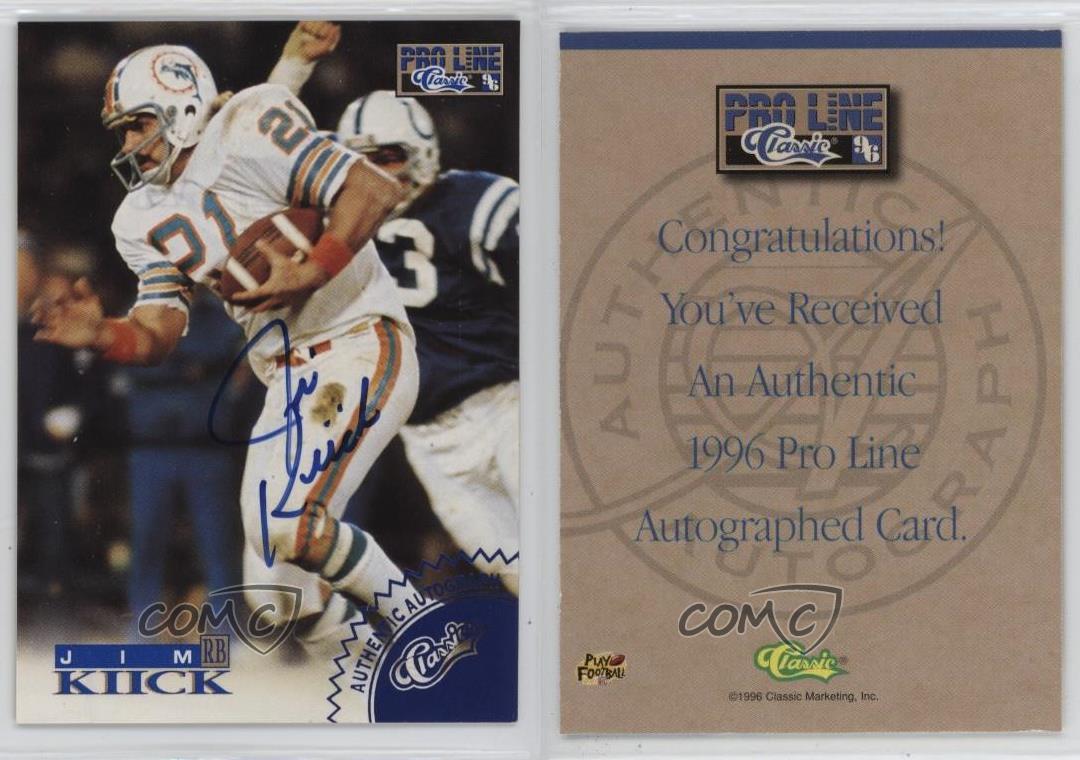 PRO LINE
Classic® 96
21
21
3
Jim
Kiick
COMC
AUTHENTIC AUTOGRAPH
Classic
JIM RB
KIICK
PRO LINE
Classic® 96
AUTHENTIC AUTOGRAPH
Congratulations!
You've Received
An Authentic
1996 Pro Line
Autographed Card.
COMC
PLAY FOOTBALL
Classic®
©1996 Classic Marketing, Inc.